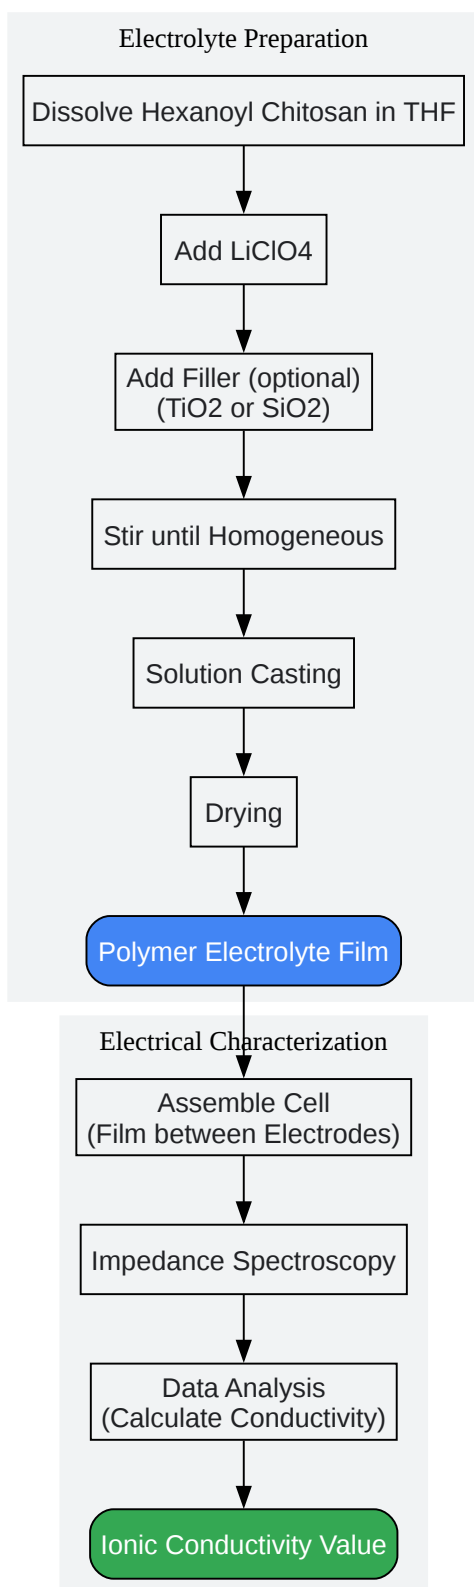 Electrolyte Preparation
Dissolve Hexanoyl Chitosan in THF
Add LiClO4
Add Filler (optional)
(TiO2 or SiO2)
Stir until Homogeneous
Solution Casting
Drying
Polymer Electrolyte Film
Electrical Characterization
Assemble Cell
(Film between Electrodes)
Impedance Spectroscopy
Data Analysis
(Calculate Conductivity)
Ionic Conductivity Value